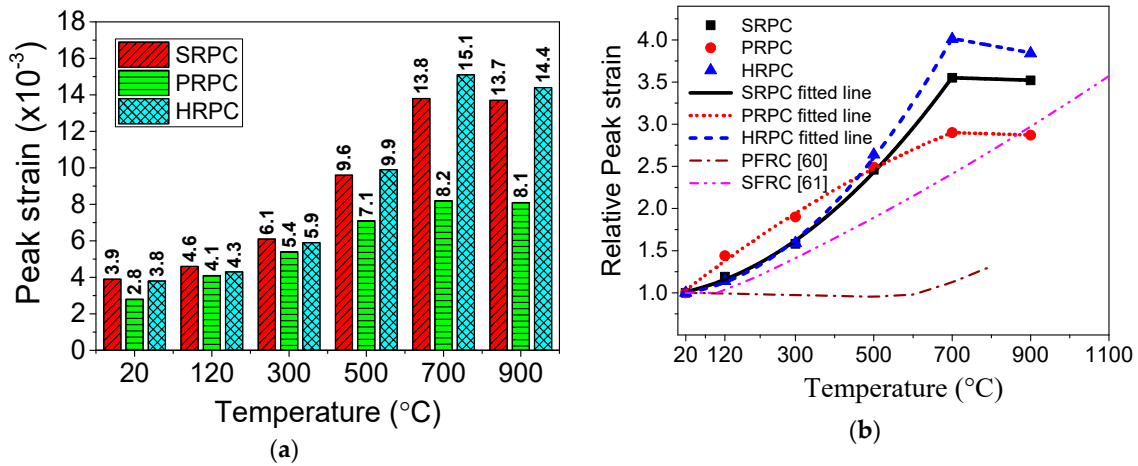 Peak strain (x10⁻³)
18
16
14
12
10
8
6
4
2
0
SRPC
PRPC
HRPC
3.9
2.8
3.8
4.6
4.1
4.3
6.1
5.4
5.9
9.6
7.1
9.9
13.8
8.2
15.1
13.7
8.1
14.4
20 120 300 500 700 900
Temperature (°C)
(a)
Relative Peak strain
4.0
3.5
3.0
2.5
2.0
1.5
1.0
SRPC
PRPC
HRPC
SRPC fitted line
PRPC fitted line
HRPC fitted line
PFRC [60]
SFRC [61]
20 120 300 500 700 900 1100
Temperature (°C)
(b)